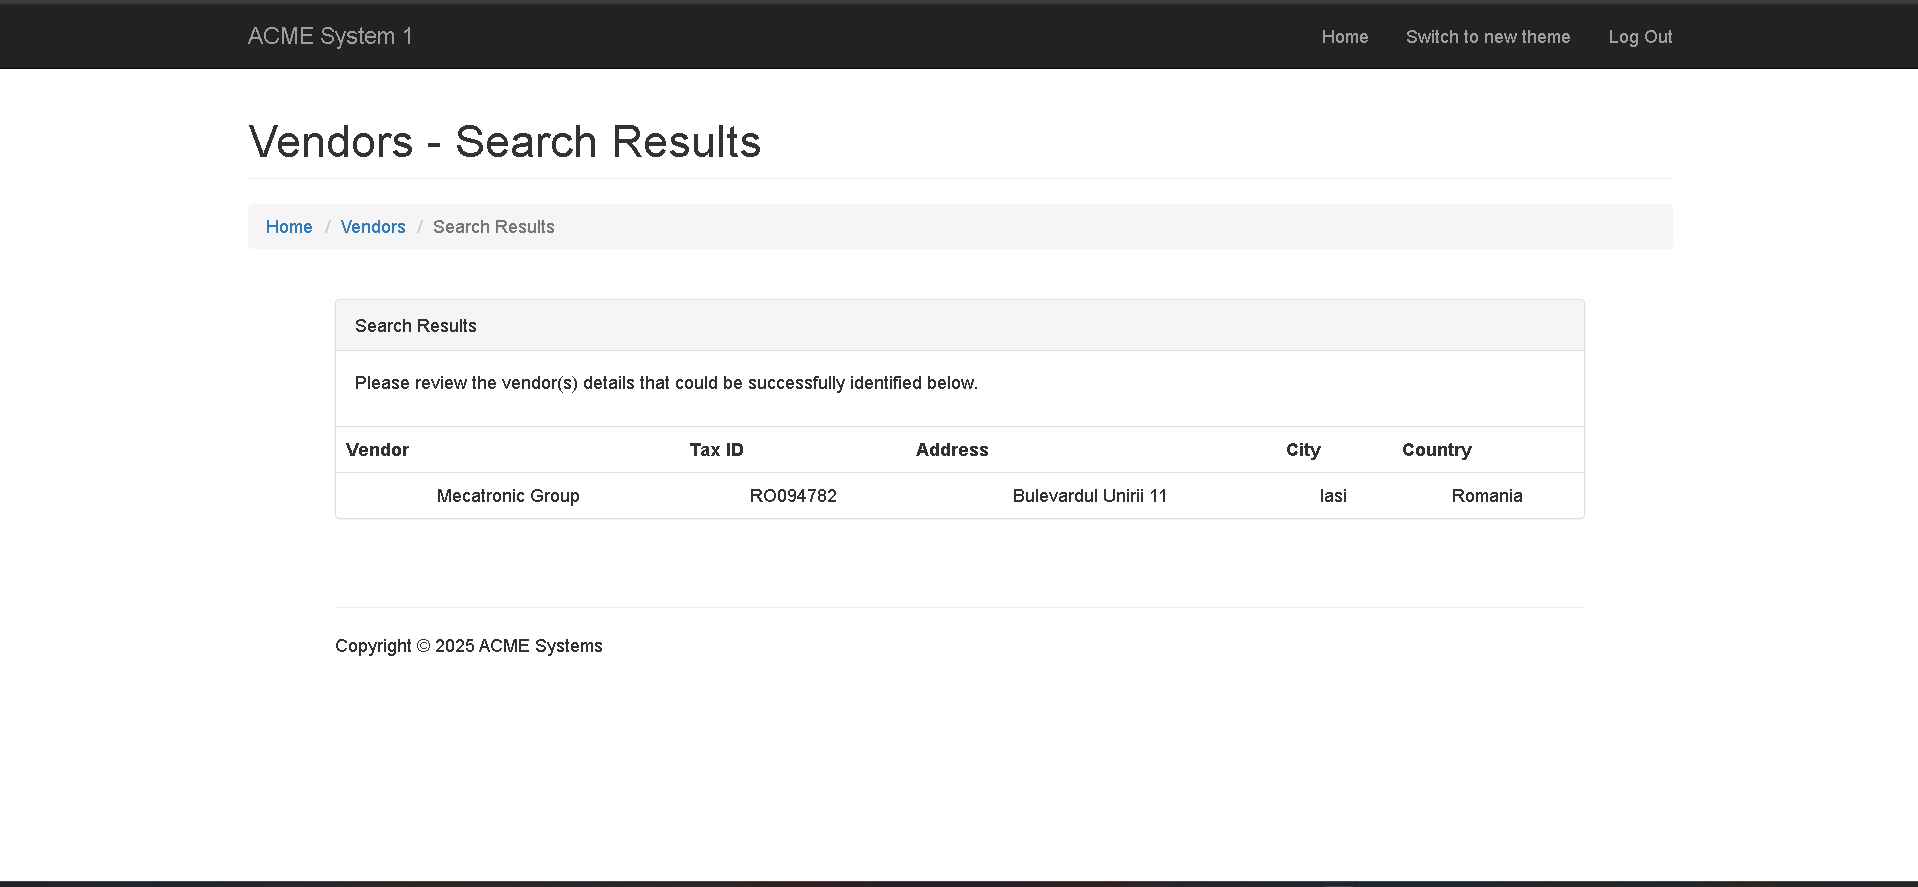 ACME System 1 Home Switch to new theme Log Out
Vendors - Search Results
Home / Vendors / Search Results
Search Results
Please review the vendor(s) details that could be successfully identified below.
Vendor Tax ID Address City Country
Mecatronic Group RO094782 Bulevardul Unirii 11 Iasi Romania
Copyright © 2025 ACME Systems